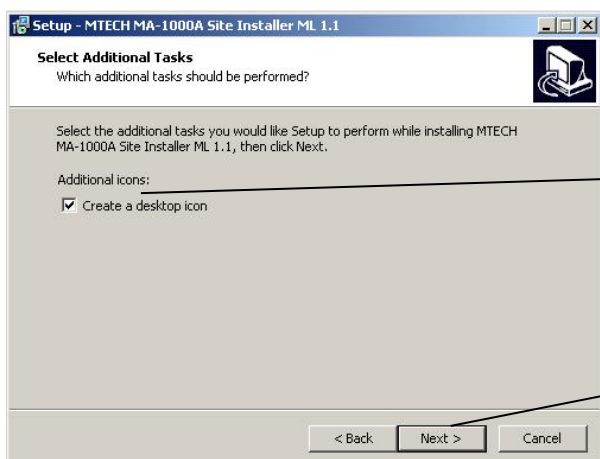 Setup - MTECH MA-1000A Site Installer ML 1.1
Select Additional Tasks
Which additional tasks should be performed?
Select the additional tasks you would like Setup to perform while installing MTECH
MA-1000A Site Installer ML 1.1, then click Next.
Additional icons:
Create a desktop icon
< Back Next > Cancel